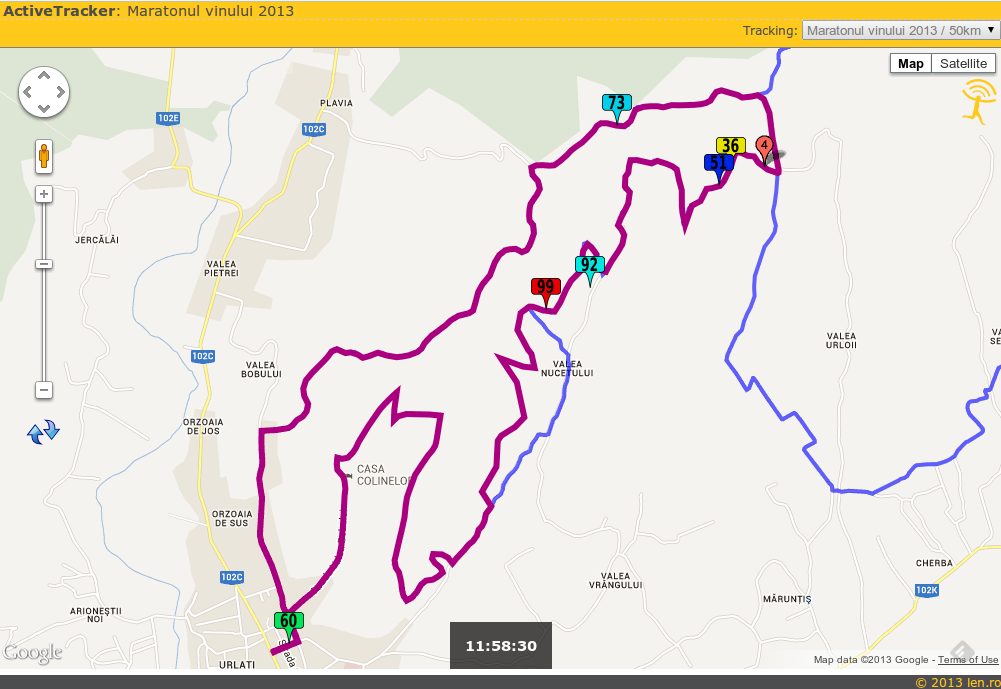 ActiveTracker: Maratonul vinului 2013
Tracking: Maratonul vinului 2013 / 50km
Map Satellite
PLAVIA
73
102E
102C
36
4
51
JERCĂLĂI
VALEA
PIETREI
92
99
VALEA
URLOII
102C
VALEA
BOBULUI
VALEA
NUCETULUI
ORZOAIA
DE JOS
CASA
COLINELOR
ORZOAIA
DE SUS
CHERBA
102C
VALEA
VRÂNGULUI
102K
MĂRUNȚIȘ
ARIONEȘTII
NOI
60
11:58:30
Google
URLATI
Map data ©2013 Google - Terms of Use
© 2013 len.ro